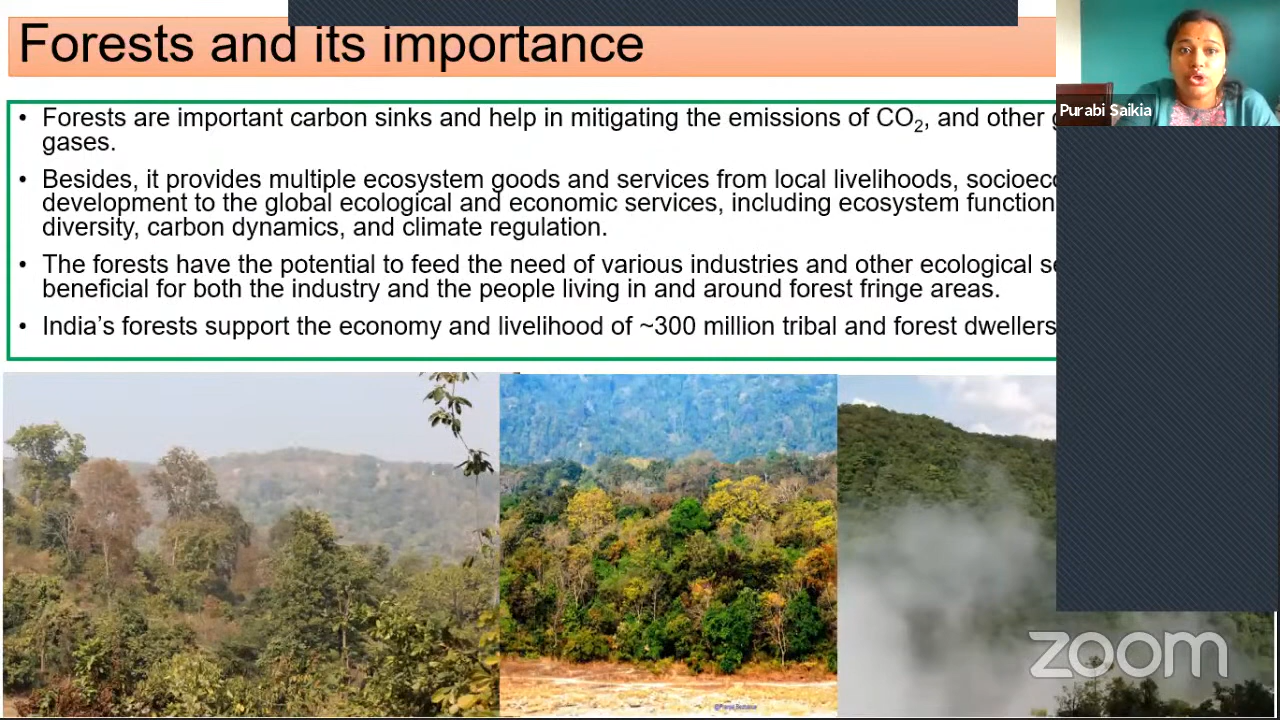 Forests and its importance
Purabi Saikia
• Forests are important carbon sinks and help in mitigating the emissions of CO₂, and other
gases.
• Besides, it provides multiple ecosystem goods and services from local livelihoods,
development to the global ecological and economic services, including ecosystem function
diversity, carbon dynamics, and climate regulation.
• The forests have the potential to feed the need of various industries and other ecological
beneficial for both the industry and the people living in and around forest fringe areas.
• India's forests support the economy and livelihood of ~300 million tribal and forest dwellers
zoom